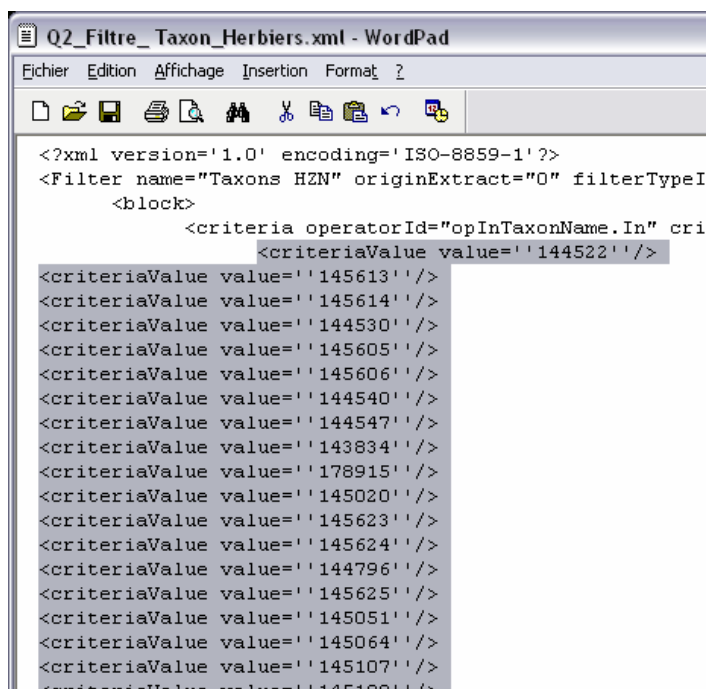 Q2_Filtre_ Taxon_Herbiers.xml - WordPad
Fichier Edition Affichage Insertion Format ?
<?xml version='1.0' encoding='ISO-8859-1'?>
<Filter name="Taxons HZN" originExtract="0" filterTypeI
<block>
<criteria operatorId="opInTaxonName.In" cri
<criteriaValue value=''144522''/>
<criteriaValue value=''145613''/>
<criteriaValue value=''145614''/>
<criteriaValue value=''144530''/>
<criteriaValue value=''145605''/>
<criteriaValue value=''145606''/>
<criteriaValue value=''144540''/>
<criteriaValue value=''144547''/>
<criteriaValue value=''143834''/>
<criteriaValue value=''178915''/>
<criteriaValue value=''145020''/>
<criteriaValue value=''145623''/>
<criteriaValue value=''145624''/>
<criteriaValue value=''144796''/>
<criteriaValue value=''145625''/>
<criteriaValue value=''145051''/>
<criteriaValue value=''145064''/>
<criteriaValue value=''145107''/>